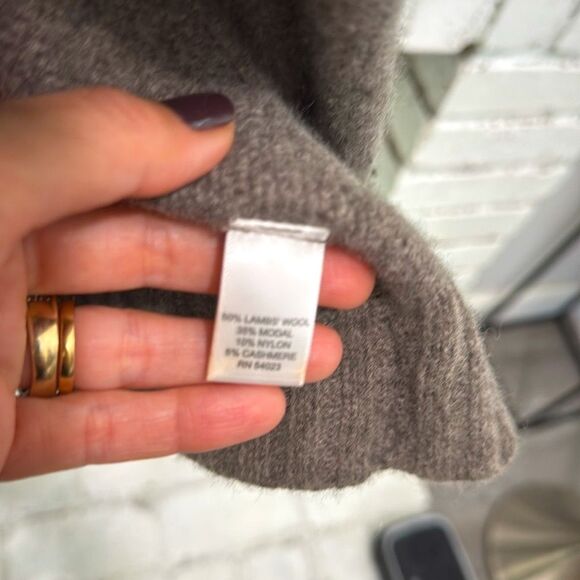 50% LAMBS' WOOL
35% MODAL
10% NYLON
5% CASHMERE
RN 54023